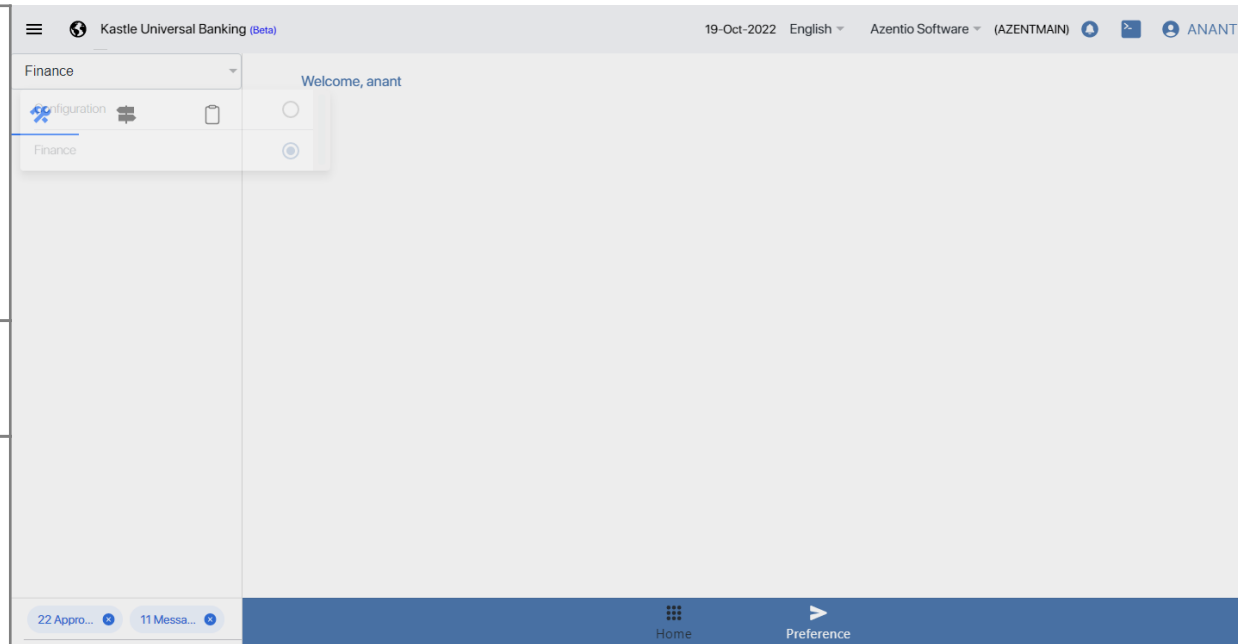 Kastle Universal Banking (Beta) 19-Oct-2022 English Azentio Software (AZENTMAIN) ANANT
Finance
Welcome, anant
Configuration
Finance
22 Appro... 11 Messa...
Home Preference